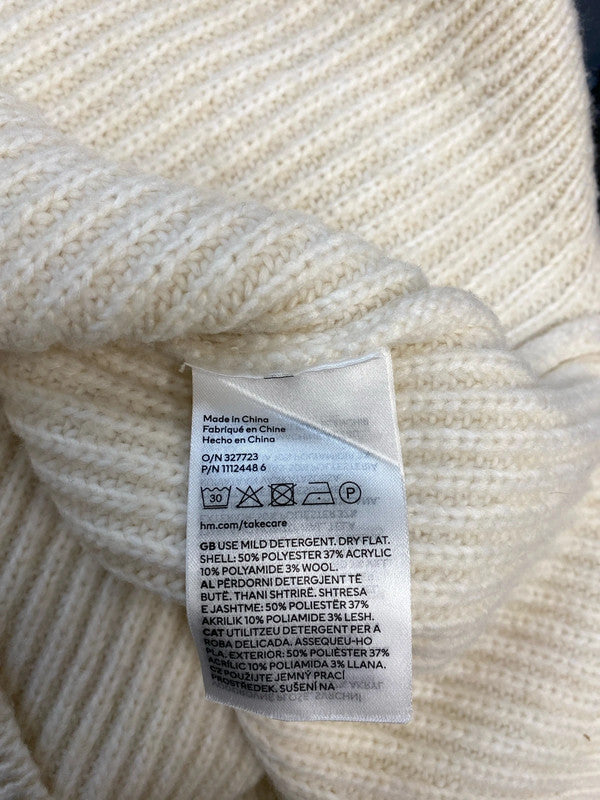 Made in China
Fabriqué en Chine
Hecho en China
O/N 327723
P/N 1112448 6
30 P
hm.com/takecare
GB USE MILD DETERGENT. DRY FLAT.
SHELL: 50% POLYESTER 37% ACRYLIC
10% POLYAMIDE 3% WOOL.
AL PËRDORNI DETERGJENT TË
BUTË. THANI SHTRIRË. SHTRESA
E JASHTME: 50% POLIESTËR 37%
AKRILIK 10% POLIAMIDE 3% LESH.
CAT UTILITZEU DETERGENT PER A
ROBA DELICADA. ASSEQUEU-HO
PLA. EXTERIOR: 50% POLIÈSTER 37%
ACRÍLIC 10% POLIAMIDA 3% LLANA.
CZ POUŽIJTE JEMNÝ PRACÍ
PROSTŘEDEK. SUŠENÍ NA